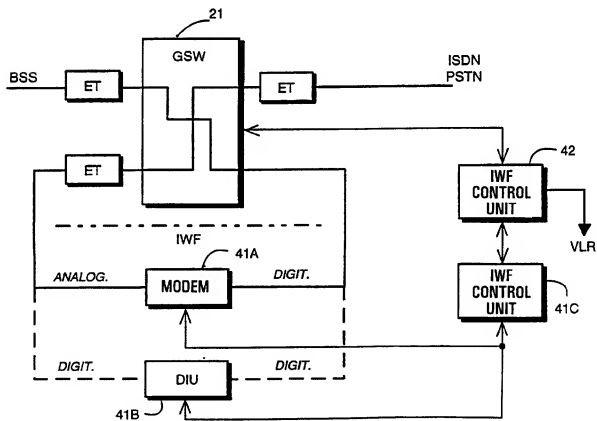 21
GSW
ISDN
PSTN
BSS
ET
ET
ET
42
IWF
CONTROL
UNIT
VLR
IWF
41A
ANALOG.
MODEM
DIGIT.
IWF
CONTROL
UNIT
41C
DIGIT.
DIU
DIGIT.
41B